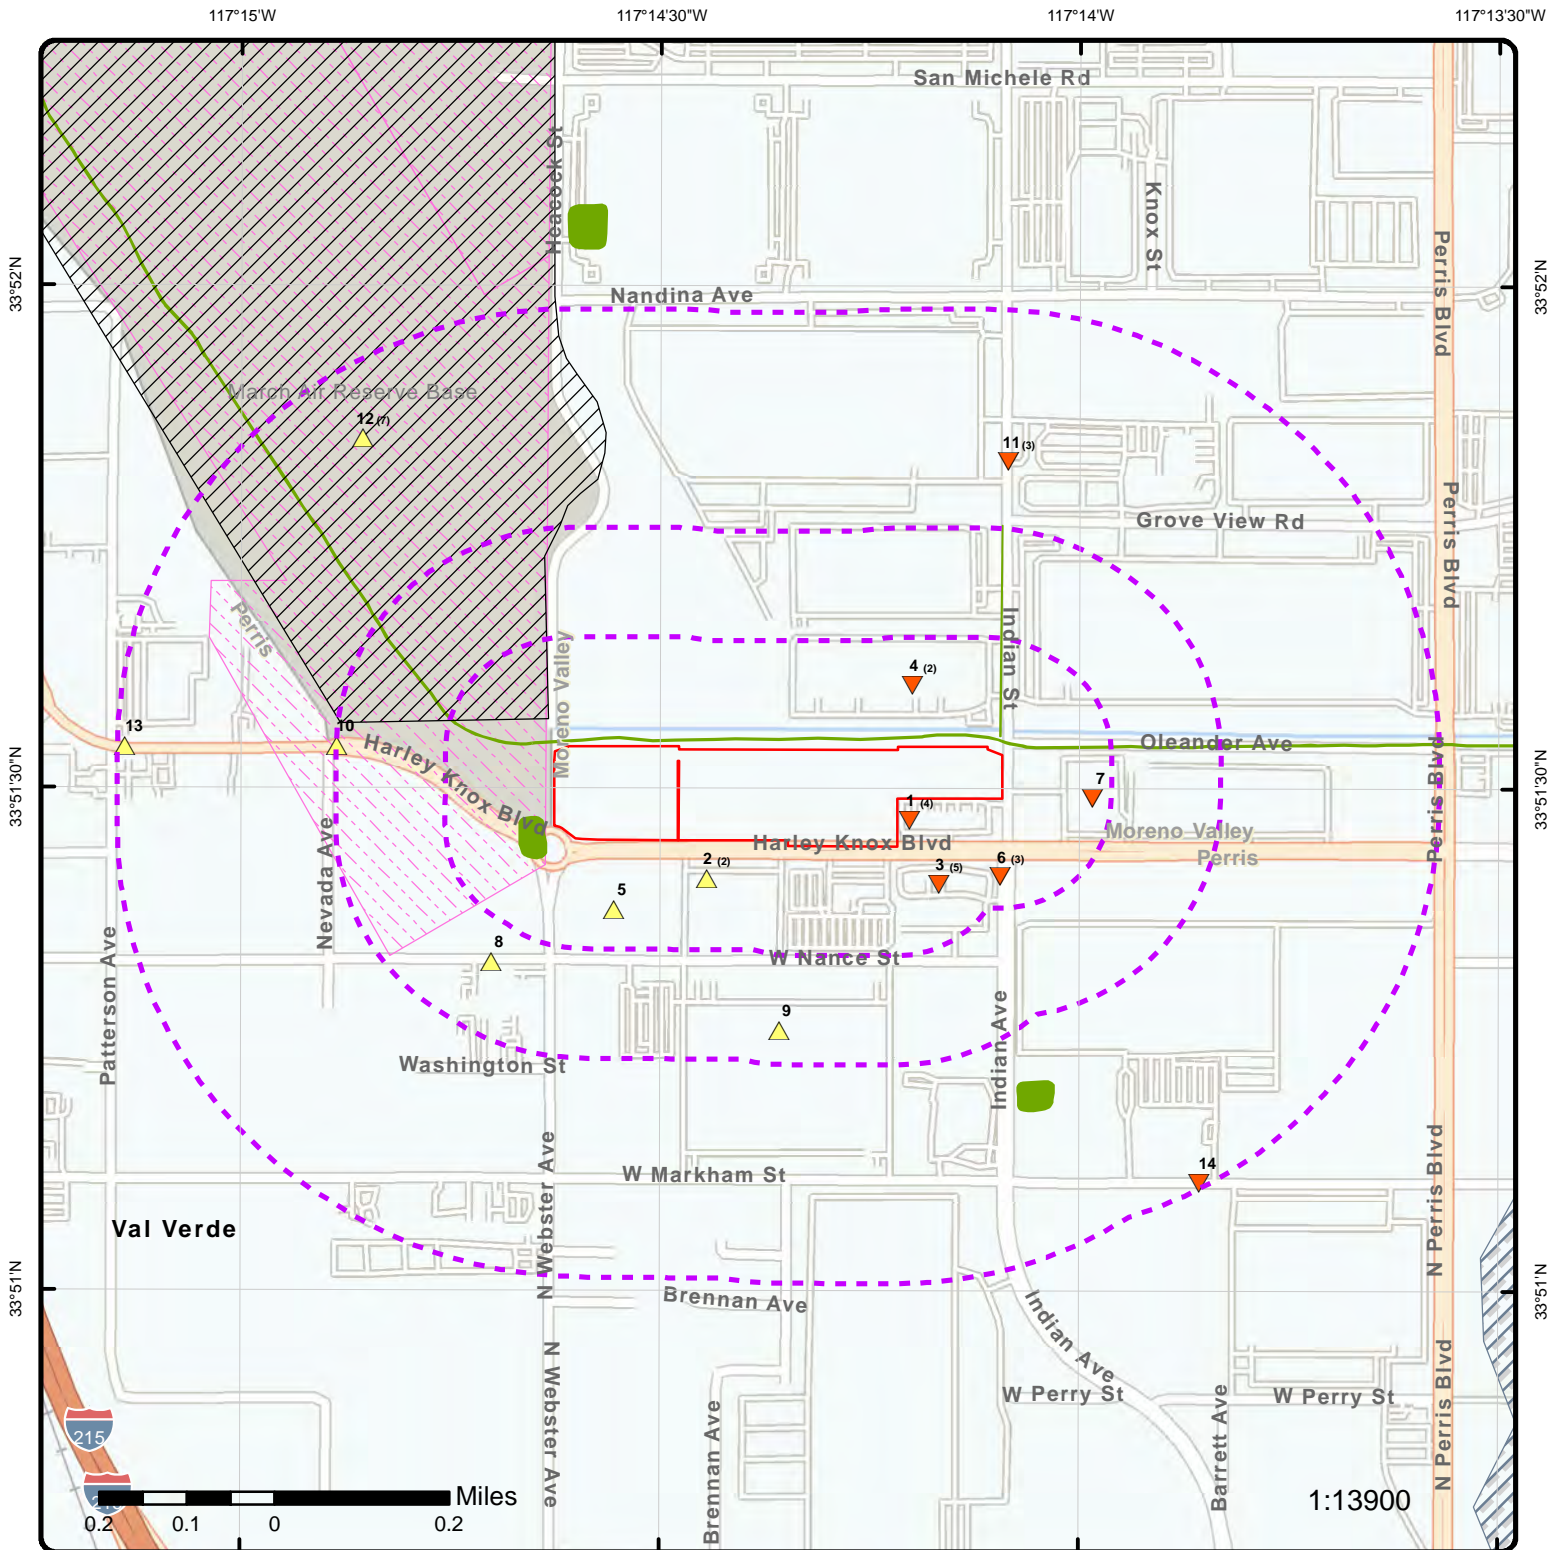 117°15'W
117°14'30"W
117°14'W
117°13'30"W
San Michele Rd
Heacock St
Knox St
Perris Blvd
33°52'N
33°52'N
Nandina Ave
March Air Reserve Base
12 (7)
11 (3)
Perris Blvd
Grove View Rd
Perris
Indian St
Moreno Valley
4 (2)
13
10
Harley Knox Blvd
Oleander Ave
33°51'30"N
33°51'30"N
7
1 (4)
Perris Blvd
Moreno Valley
Harley Knox Blvd
Perris
Nevada Ave
2 (2)
3 (5)
6 (3)
5
8
W Nance St
Patterson Ave
9
Indian Ave
Washington St
N Webster Ave
W Markham St
14
N Perris Blvd
Val Verde
33°51'N
33°51'N
Brennan Ave
Indian Ave
N Webster Ave
W Perry St
W Perry St
N Perris Blvd
Brennan Ave
Barrett Ave
215
Miles
0.2
0.1
0
0.2
1:13900